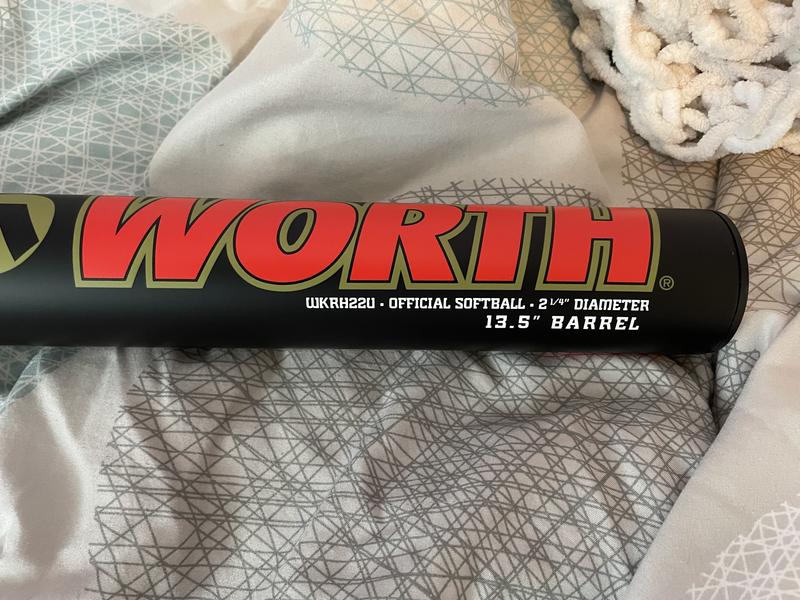 WORTH®
WKRH22U • OFFICIAL SOFTBALL • 2 1/4" DIAMETER
13.5" BARREL